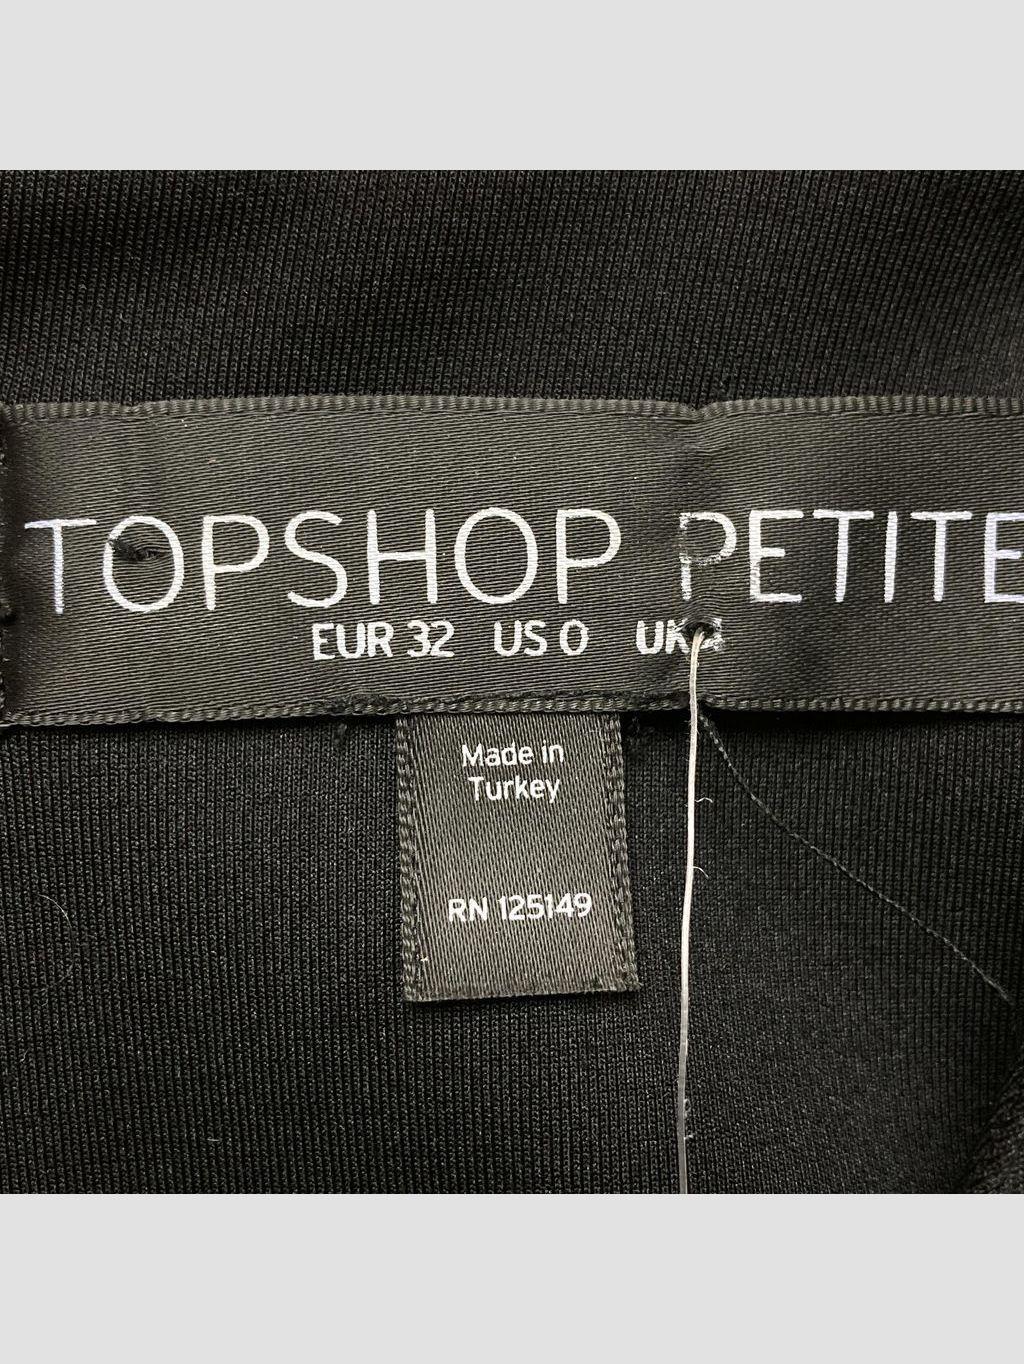 TOPSHOP PETITE
EUR 32 US 0 UK
Made in
Turkey
RN 125149